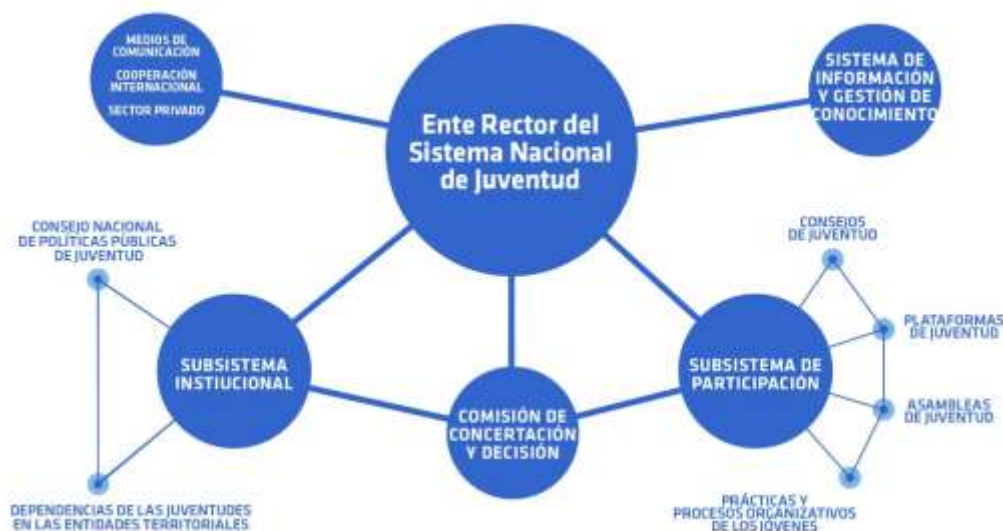 MEDIOS DE
COMUNICACIÓN
COOPERACIÓN
INTERNACIONAL
SECTOR PRIVADO
Ente Rector del
Sistema Nacional
de Juventud
SISTEMA DE
INFORMACIÓN
Y GESTIÓN DE
CONOCIMIENTO
CONSEJO NACIONAL
DE POLÍTICAS PÚBLICAS
DE JUVENTUD
CONSEJOS
DE JUVENTUD
PLATAFORMAS
DE JUVENTUD
SUBSISTEMA
INSTIUCIONAL
SUBSISTEMA DE
PARTICIPACIÓN
ASAMBLEAS
DE JUVENTUD
COMISIÓN DE
CONCERTACIÓN
Y DECISIÓN
DEPENDENCIAS DE LAS JUVENTUDES
EN LAS ENTIDADES TERRITORIALES
PRÁCTICAS Y
PROCESOS ORGANIZATIVOS
DE LOS JÓVENES